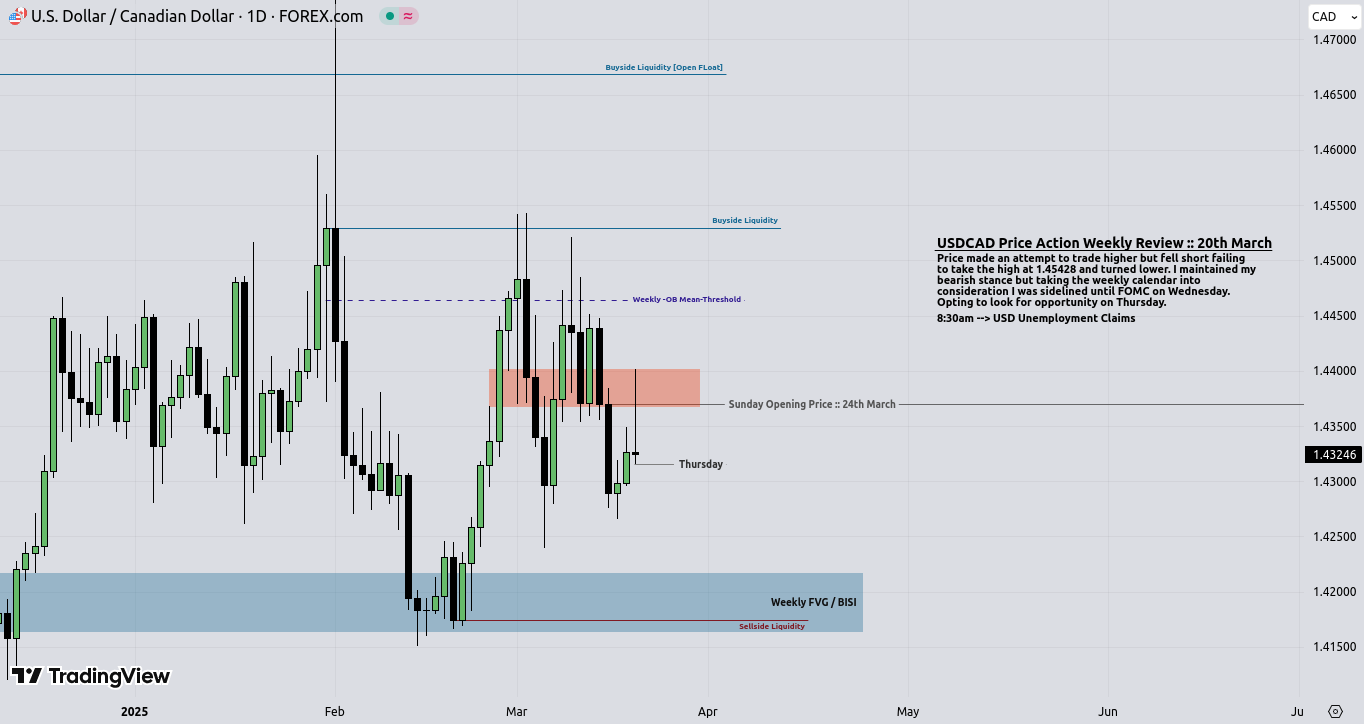 U.S. Dollar / Canadian Dollar · 1D · FOREX.com
CAD
1.47000
Buyside Liquidity [Open FLoat]
1.46500
1.46000
1.45500
Buyside Liquidity
USDCAD Price Action Weekly Review :: 20th March
Price made an attempt to trade higher but fell short failing
to take the high at 1.45428 and turned lower. I maintained my
bearish stance but taking the weekly calendar into
consideration I was sidelined until FOMC on Wednesday.
Opting to look for opportunity on Thursday.
8:30am --> USD Unemployment Claims
1.45000
Weekly -OB Mean-Threshold
1.44500
1.44000
Sunday Opening Price :: 24th March
1.43500
1.43246
Thursday
1.43000
1.42500
1.42000
Weekly FVG / BISI
Sellside Liquidity
1.41500
TradingView
2025
Feb
Mar
Apr
May
Jun
Ju